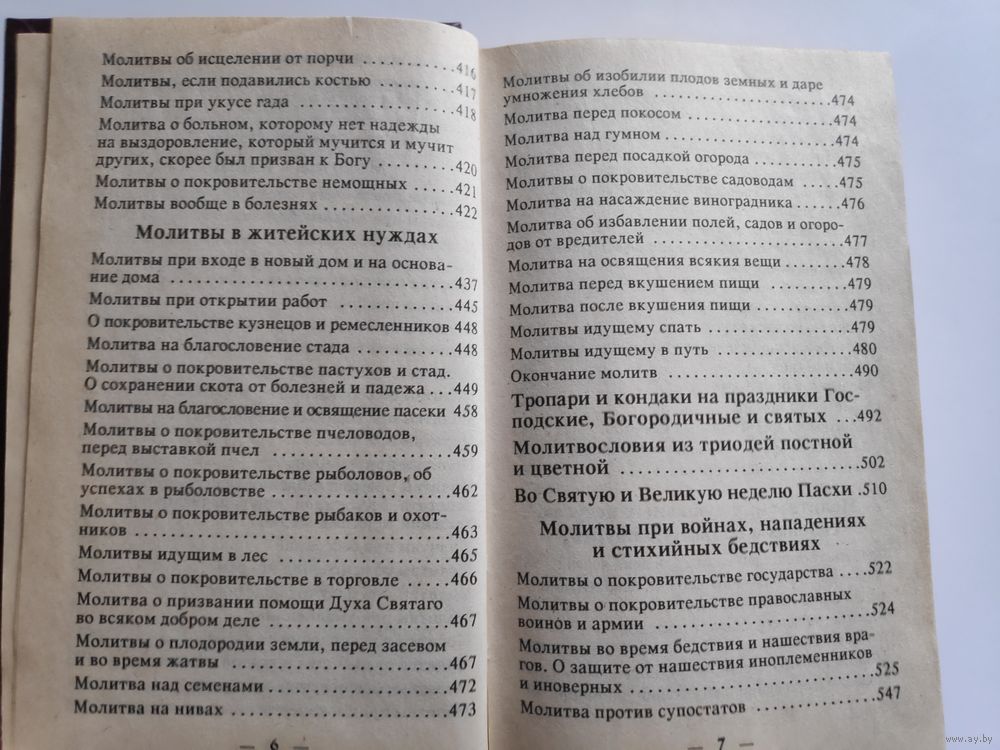 Молитвы об исцелении от порчи ..........416
Молитвы, если подавились костью ........417
Молитвы при укусе гада ................418
Молитва о больном, которому нет надежды
на выздоровление, который мучится и мучит
других, скорее был призван к Богу ........420
Молитвы о покровительстве немощных ......421
Молитвы вообще в болезнях ..............422
Молитвы в житейских нуждах
Молитвы при входе в новый дом и на основа-
ние дома ..............................437
Молитвы при открытии работ ............445
О покровительстве кузнецов и ремесленников 448
Молитва на благословение стада ..........448
Молитвы о покровительстве пастухов и стад.
О сохранении скота от болезней и падежа ...449
Молитвы на благословение и освящение пасеки 458
Молитвы о покровительстве пчеловодов,
перед выставкой пчел ....................459
Молитвы о покровительстве рыболовов, об
успехах в рыболовстве ..................462
Молитвы о покровительстве рыбаков и охот-
ников ................................463
Молитвы идущим в лес ..................465
Молитвы о покровительстве в торговле ......466
Молитва о призвании помощи Духа Святаго
во всяком добром деле ..................467
Молитвы о плодородии земли, перед засевом
и во время жатвы ......................467
Молитва над семенами ..................472
Молитва на нивах ......................473
— 6 —
Молитвы об изобилии плодов земных и даре
умножения хлебов ....................474
Молитва перед покосом ................474
Молитва над гумном ..................474
Молитва перед посадкой огорода ..........475
Молитвы о покровительстве садоводам ......475
Молитва на насаждение виноградника .......476
Молитва об избавлении полей, садов и огоро-
дов от вредителей ....................477
Молитва на освящения всякия вещи ........478
Молитва перед вкушением пищи ..........479
Молитва после вкушения пищи ............479
Молитвы идущему спать ................479
Молитвы идущему в путь ................480
Окончание молитв ....................490
Тропари и кондаки на праздники Гос-
подские, Богородичные и святых ...492
Молитвословия из триодей постной
и цветной ..........................502
Во Святую и Великую неделю Пасхи .510
Молитвы при войнах, нападениях
и стихийных бедствиях
Молитвы о покровительстве государства ....522
Молитвы о покровительстве православных
воинов и армии ......................524
Молитвы во время бедствия и нашествия вра-
гов. О защите от нашествия иноплеменников
и иноверных ........................525
Молитва против супостатов ..............547
— 7 —
www.ay.by